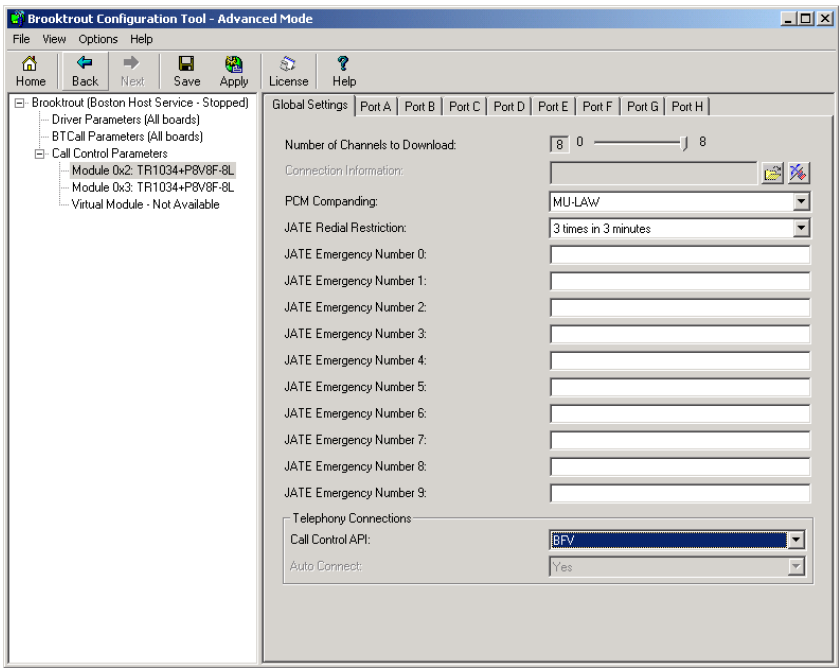 Brooktrout Configuration Tool - Advanced Mode
File View Options Help
Home Back Next Save Apply License Help
Brooktrout (Boston Host Service - Stopped)
Driver Parameters (All boards)
BTCall Parameters (All boards)
Call Control Parameters
Module 0x2: TR1034+P8V8F-8L
Module 0x3: TR1034+P8V8F-8L
Virtual Module - Not Available
Global Settings Port A Port B Port C Port D Port E Port F Port G Port H
Number of Channels to Download: 8 0 8
Connection Information:
PCM Companding: MU-LAW
JATE Redial Restriction: 3 times in 3 minutes
JATE Emergency Number 0:
JATE Emergency Number 1:
JATE Emergency Number 2:
JATE Emergency Number 3:
JATE Emergency Number 4:
JATE Emergency Number 5:
JATE Emergency Number 6:
JATE Emergency Number 7:
JATE Emergency Number 8:
JATE Emergency Number 9:
Telephony Connections
Call Control API: BFV
Auto Connect: Yes